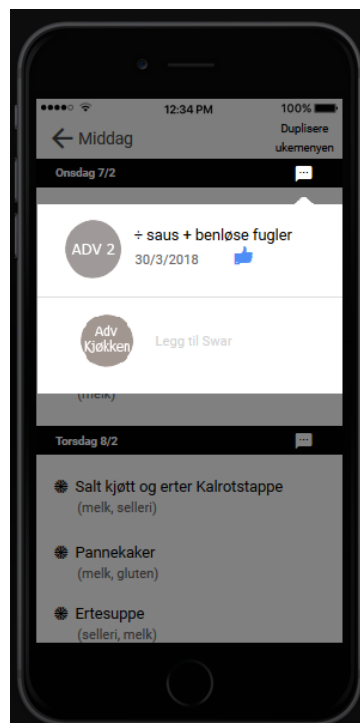 12:34 PM 100%
Middag
Duplisere
ukemenyen
Onsdag 7/2
ADV 2
÷ saus + benløse fugler
30/3/2018
Adv
Kjøkken
Legg til Swar
(melk)
Torsdag 8/2
Salt kjøtt og erter Kalrotstappe
(melk, selleri)
Pannekaker
(melk, gluten)
Ertesuppe
(selleri, melk)